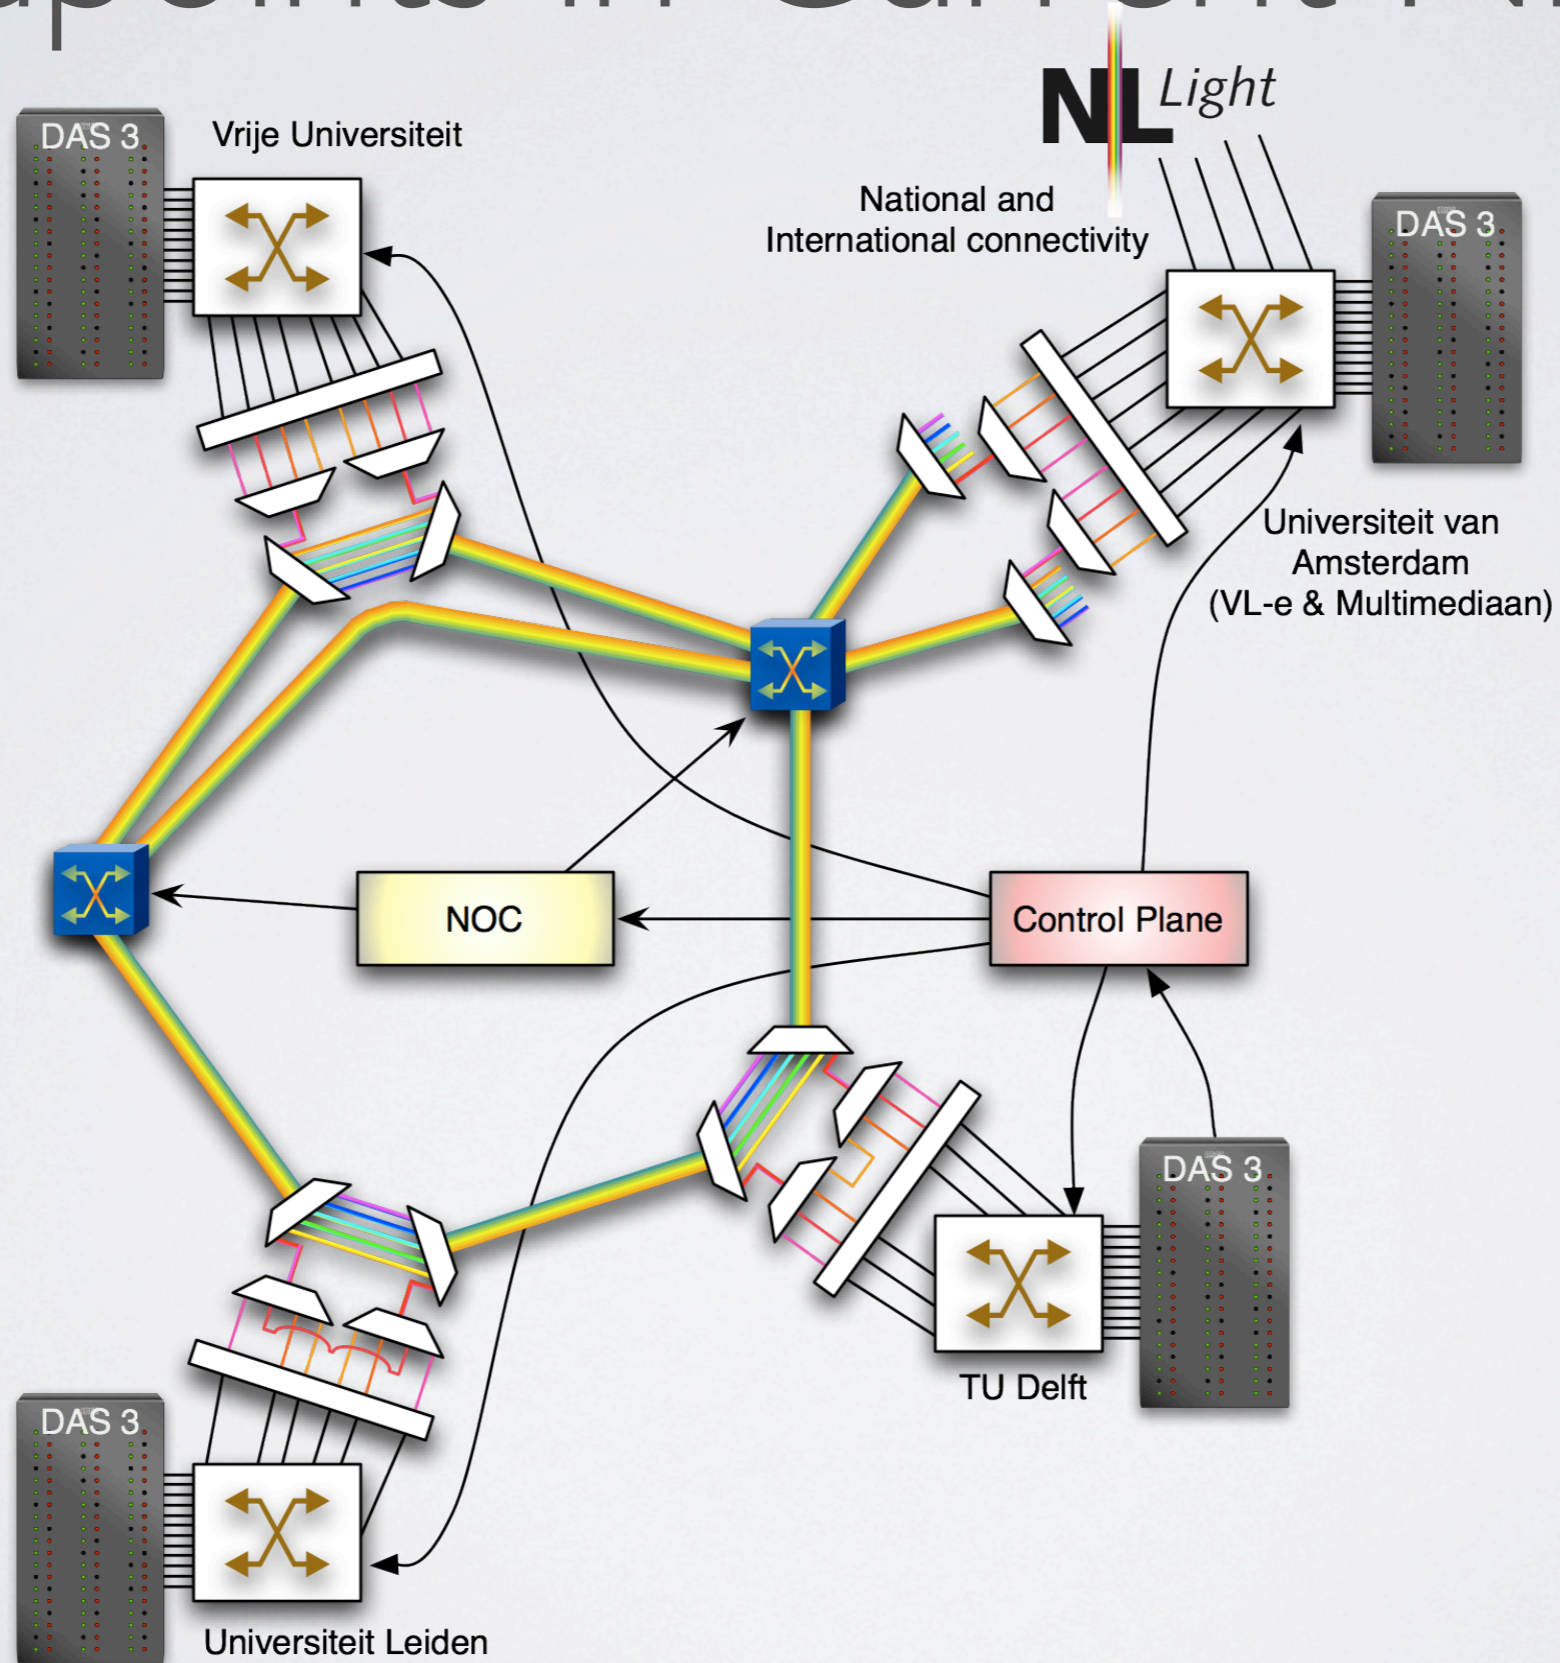 DAS 3
Vrije Universiteit
NL Light
National and
International connectivity
DAS 3
Universiteit van
Amsterdam
(VL-e & Multimediaan)
NOC
Control Plane
DAS 3
TU Delft
DAS 3
Universiteit Leiden